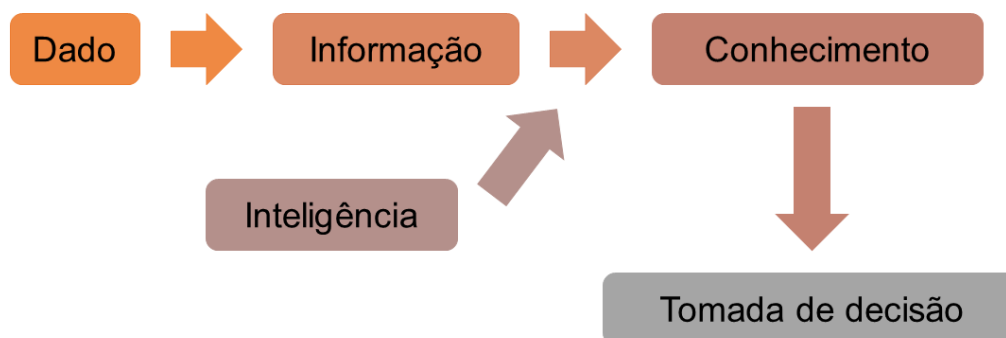 Dado
Informação
Conhecimento
Inteligência
Tomada de decisão